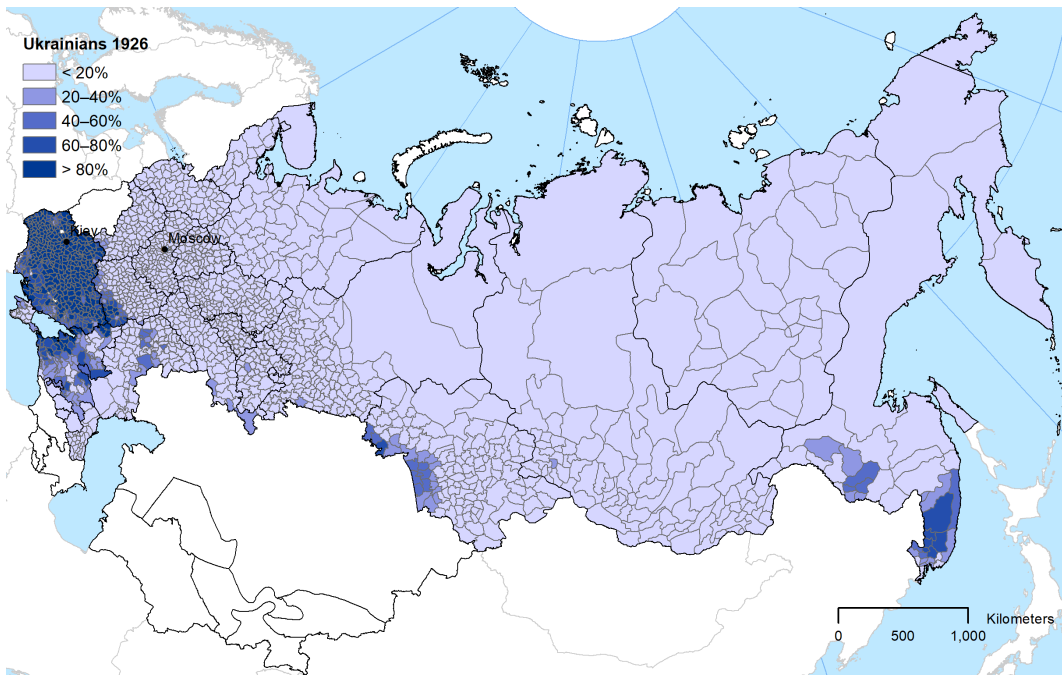 Ukrainians 1926
< 20%
20–40%
40–60%
60–80%
> 80%
Kiev
Moscow
Kilometers
0 500 1,000